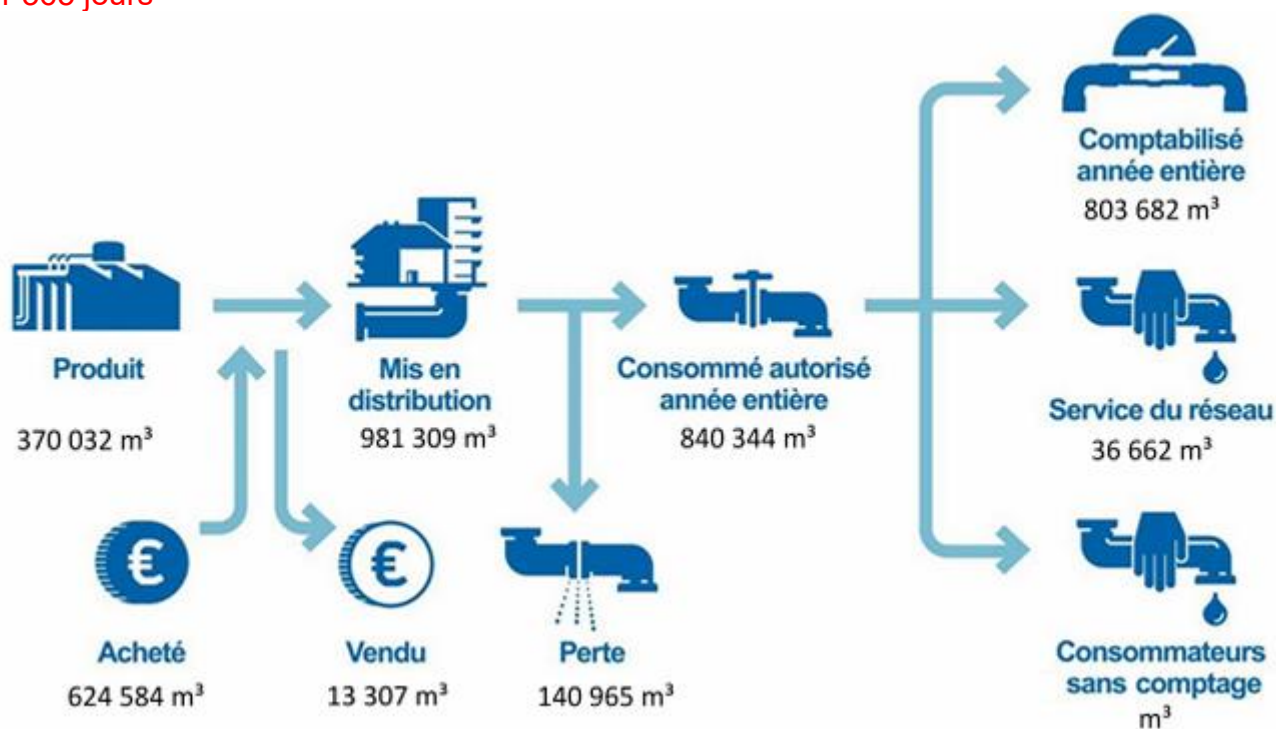 jours
Comptabilisé
année entière
803 682 m³
Produit
370 032 m³
Mis en
distribution
981 309 m³
Consommé autorisé
année entière
840 344 m³
Service du réseau
36 662 m³
€
Acheté
624 584 m³
€
Vendu
13 307 m³
Perte
140 965 m³
Consommateurs
sans comptage
m³